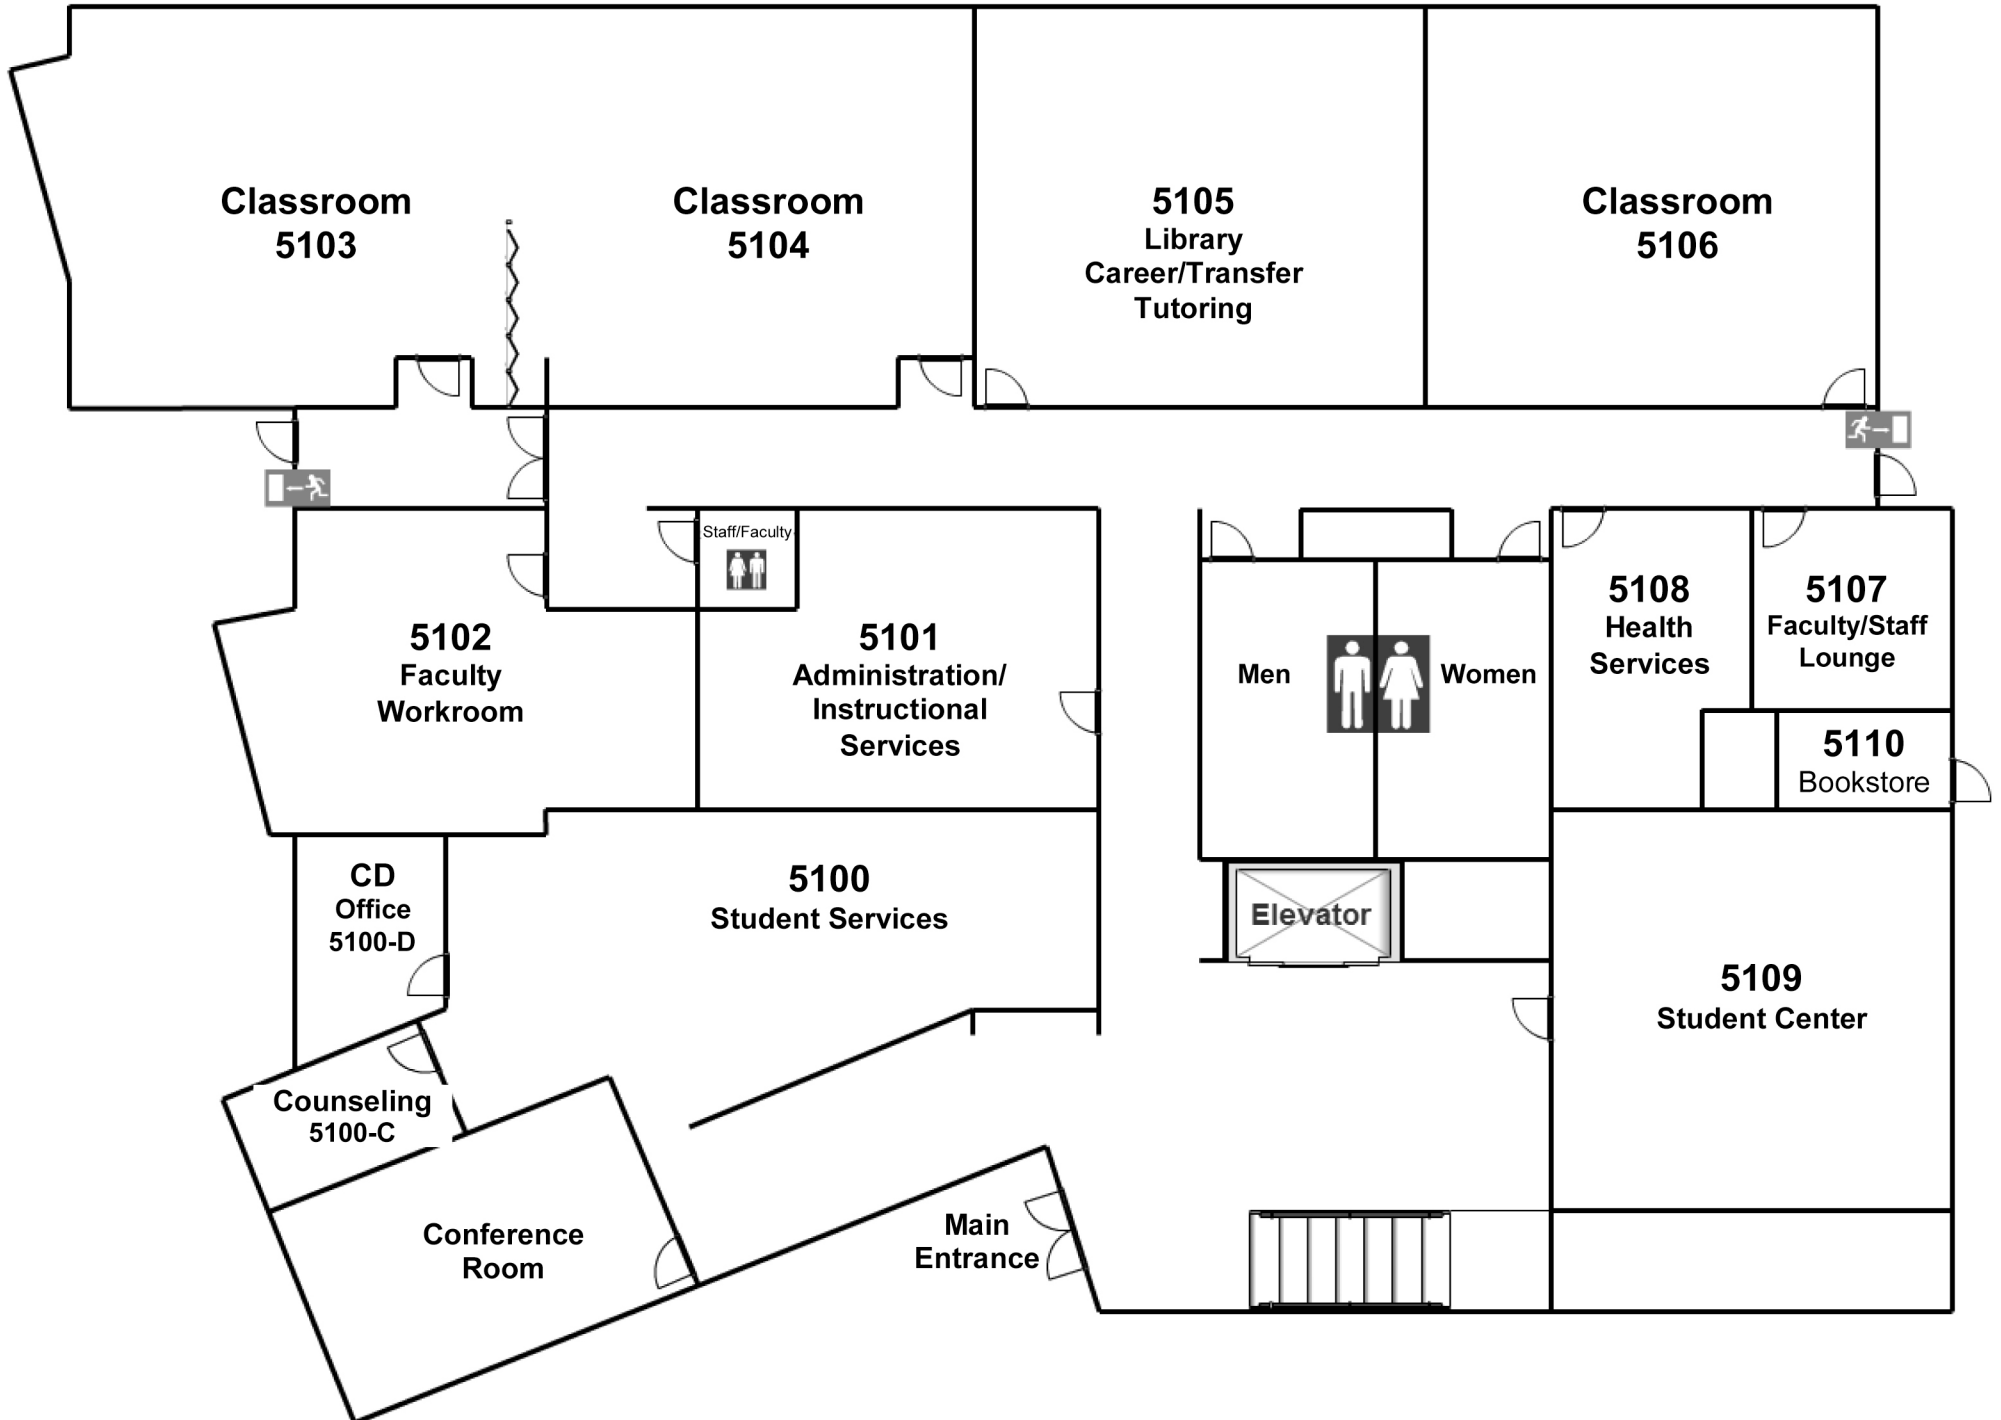 Classroom
5103
Classroom
5104
5105
Library
Career/Transfer
Tutoring
Classroom
5106
Staff/Faculty
5102
Faculty
Workroom
5101
Administration/
Instructional
Services
Men
Women
5108
Health
Services
5107
Faculty/Staff
Lounge
5110
Bookstore
CD
Office
5100-D
5100
Student Services
Elevator
5109
Student Center
Counseling
5100-C
Conference
Room
Main
Entrance